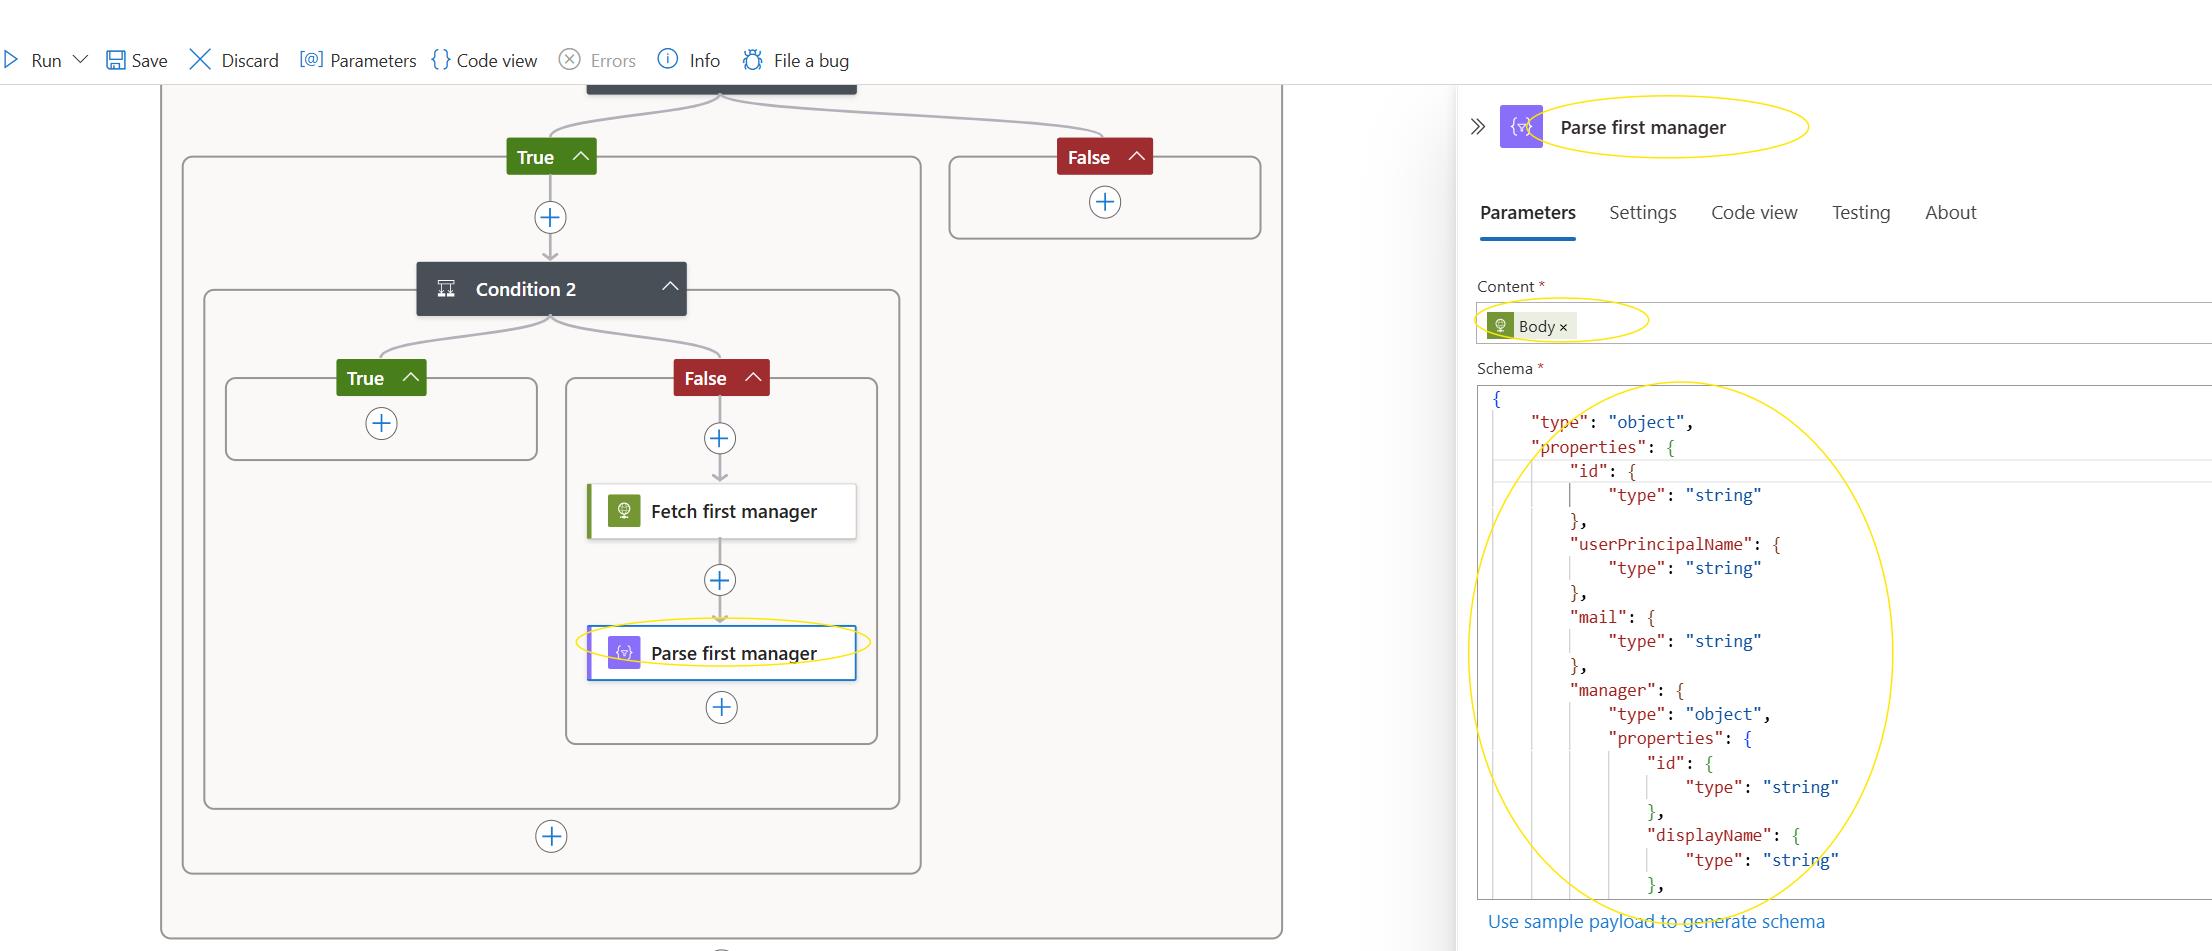 Run Save Discard [@] Parameters {} Code view Errors Info File a bug
True
False
Condition 2
True
False
Fetch first manager
Parse first manager
Parse first manager
Parameters Settings Code view Testing About
Content *
Body ×
Schema *
{
"type": "object",
"properties": {
"id": {
"type": "string"
},
"userPrincipalName": {
"type": "string"
},
"mail": {
"type": "string"
},
"manager": {
"type": "object",
"properties": {
"id": {
"type": "string"
},
"displayName": {
"type": "string"
},
Use sample payload to generate schema